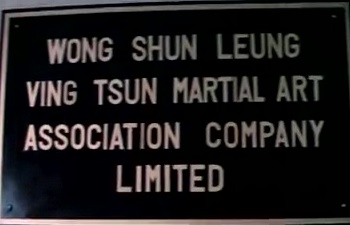 WONG SHUN LEUNG
VING TSUN MARTIAL ART
ASSOCIATION COMPANY
LIMITED